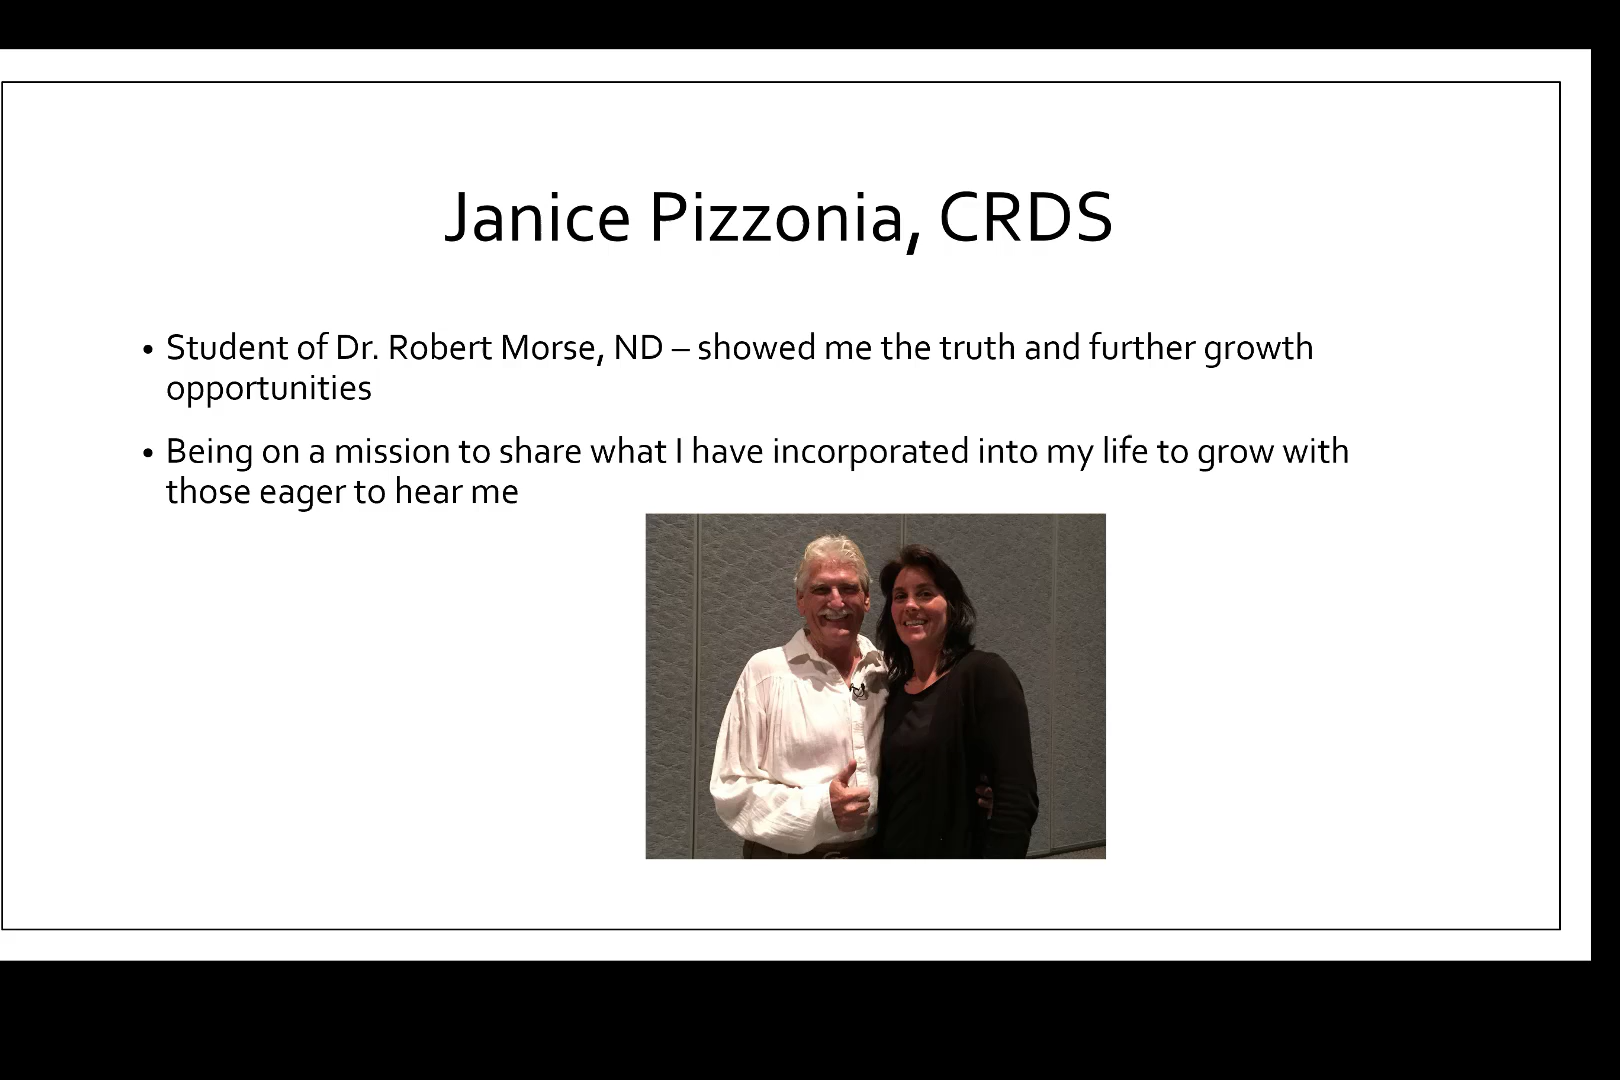 Janice Pizzonia, CRDS
• Student of Dr. Robert Morse, ND – showed me the truth and further growth
opportunities
• Being on a mission to share what I have incorporated into my life to grow with
those eager to hear me